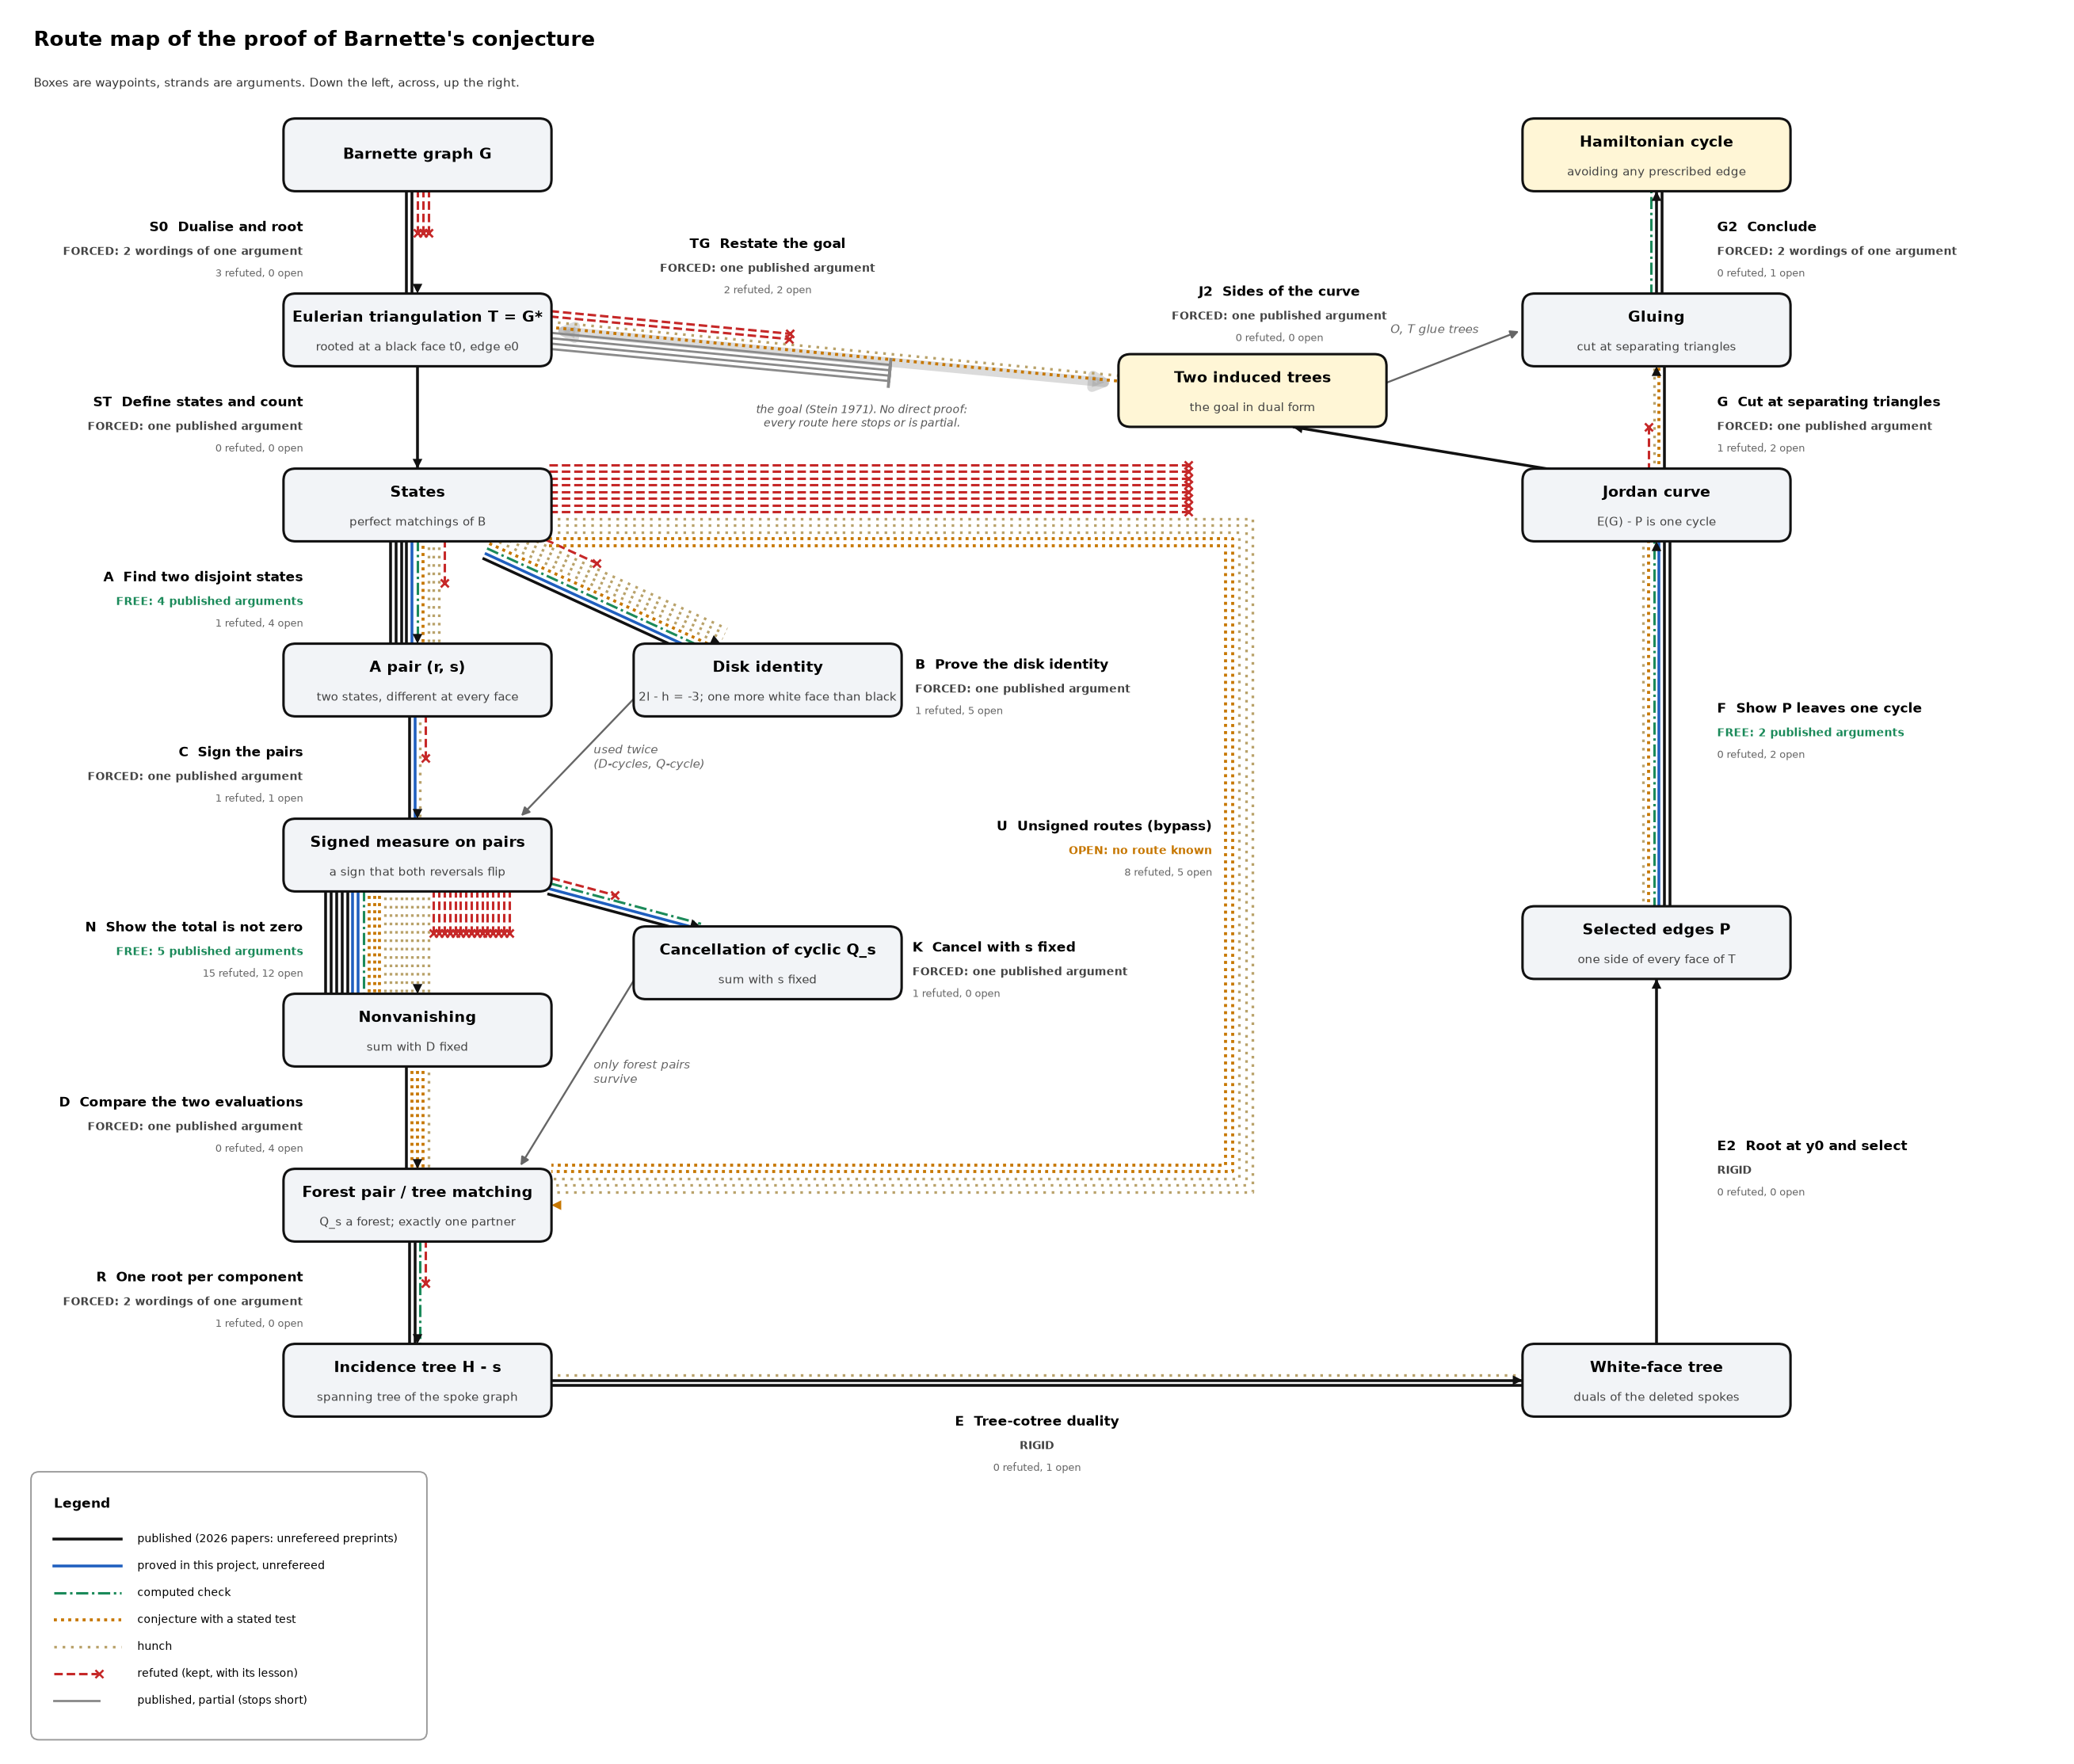 Route map of the proof of Barnette's conjecture
Boxes are waypoints, strands are arguments. Down the left, across, up the right.
Barnette graph G
Hamiltonian cycle
avoiding any prescribed edge
S0 Dualise and root
FORCED: 2 wordings of one argument
3 refuted, 0 open
TG Restate the goal
FORCED: one published argument
2 refuted, 2 open
G2 Conclude
FORCED: 2 wordings of one argument
0 refuted, 1 open
J2 Sides of the curve
FORCED: one published argument
0 refuted, 0 open
O, T glue trees
Eulerian triangulation T = G*
rooted at a black face t0, edge e0
Gluing
cut at separating triangles
Two induced trees
the goal in dual form
the goal (Stein 1971). No direct proof:
every route here stops or is partial.
ST Define states and count
FORCED: one published argument
0 refuted, 0 open
G Cut at separating triangles
FORCED: one published argument
1 refuted, 2 open
States
perfect matchings of B
Jordan curve
E(G) - P is one cycle
A Find two disjoint states
FREE: 4 published arguments
1 refuted, 4 open
A pair (r, s)
two states, different at every face
Disk identity
2l - h = -3; one more white face than black
B Prove the disk identity
FORCED: one published argument
1 refuted, 5 open
F Show P leaves one cycle
FREE: 2 published arguments
0 refuted, 2 open
C Sign the pairs
FORCED: one published argument
1 refuted, 1 open
used twice
(D-cycles, Q-cycle)
Signed measure on pairs
a sign that both reversals flip
U Unsigned routes (bypass)
OPEN: no route known
8 refuted, 5 open
N Show the total is not zero
FREE: 5 published arguments
15 refuted, 12 open
Cancellation of cyclic Q_s
sum with s fixed
K Cancel with s fixed
FORCED: one published argument
1 refuted, 0 open
Selected edges P
one side of every face of T
Nonvanishing
sum with D fixed
only forest pairs
survive
D Compare the two evaluations
FORCED: one published argument
0 refuted, 4 open
E2 Root at y0 and select
RIGID
0 refuted, 0 open
Forest pair / tree matching
Q_s a forest; exactly one partner
R One root per component
FORCED: 2 wordings of one argument
1 refuted, 0 open
Incidence tree H - s
spanning tree of the spoke graph
White-face tree
duals of the deleted spokes
E Tree-cotree duality
RIGID
0 refuted, 1 open
Legend
published (2026 papers: unrefereed preprints)
proved in this project, unrefereed
computed check
conjecture with a stated test
hunch
refuted (kept, with its lesson)
published, partial (stops short)